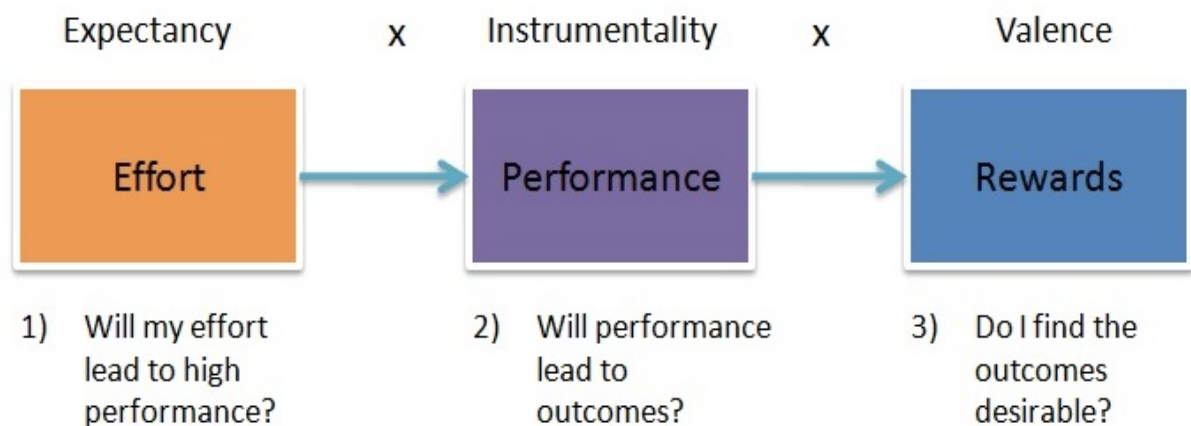 Expectancy x Instrumentality x Valence
Effort Performance Rewards
1) Will my effort
lead to high
performance?
2) Will performance
lead to
outcomes?
3) Do I find the
outcomes
desirable?